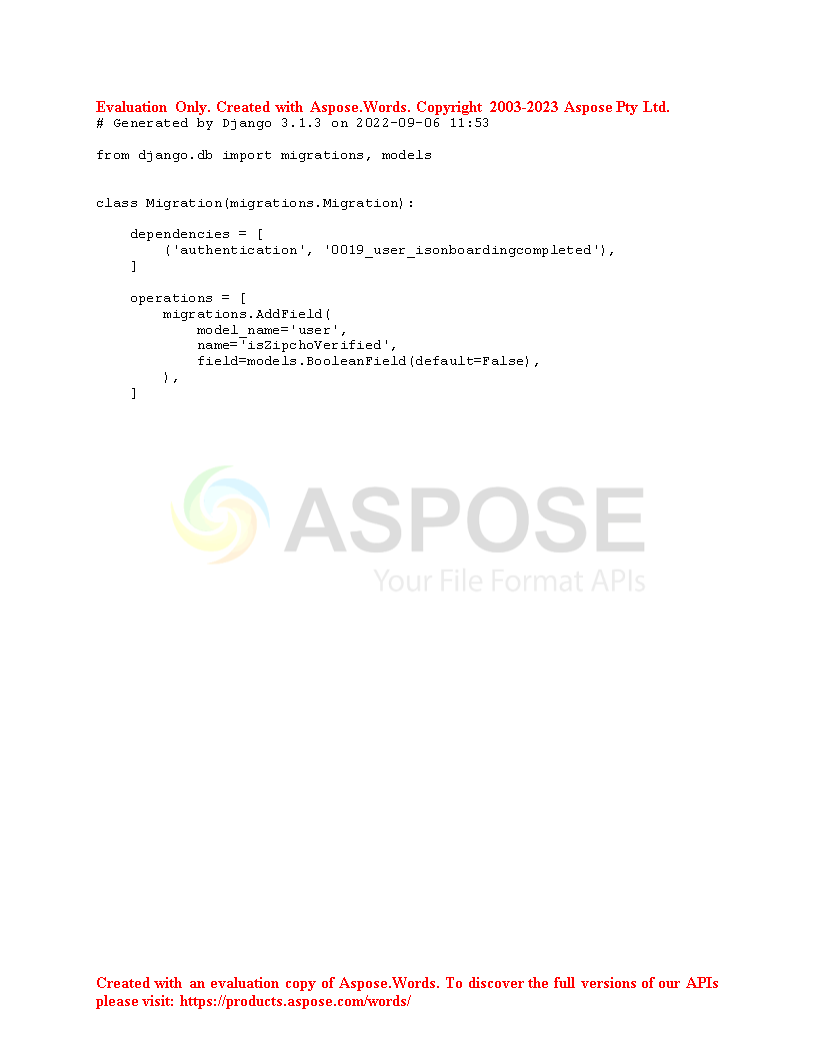 Evaluation Only. Created with Aspose.Words. Copyright 2003-2023 Aspose Pty Ltd.
# Generated by Django 3.1.3 on 2022-09-06 11:53

from django.db import migrations, models


class Migration(migrations.Migration):

    dependencies = [
        ('authentication', '0019_user_isonboardingcompleted'),
    ]

    operations = [
        migrations.AddField(
            model_name='user',
            name='isZipchoVerified',
            field=models.BooleanField(default=False),
        ),
    ]
ASPOSE
Your File Format APIs
Created with an evaluation copy of Aspose.Words. To discover the full versions of our APIs
please visit: https://products.aspose.com/words/